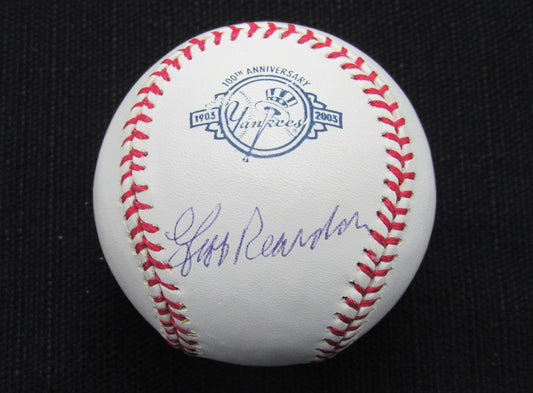 100TH ANNIVERSARY
1903 Yankees 2003
Jeff Reardon